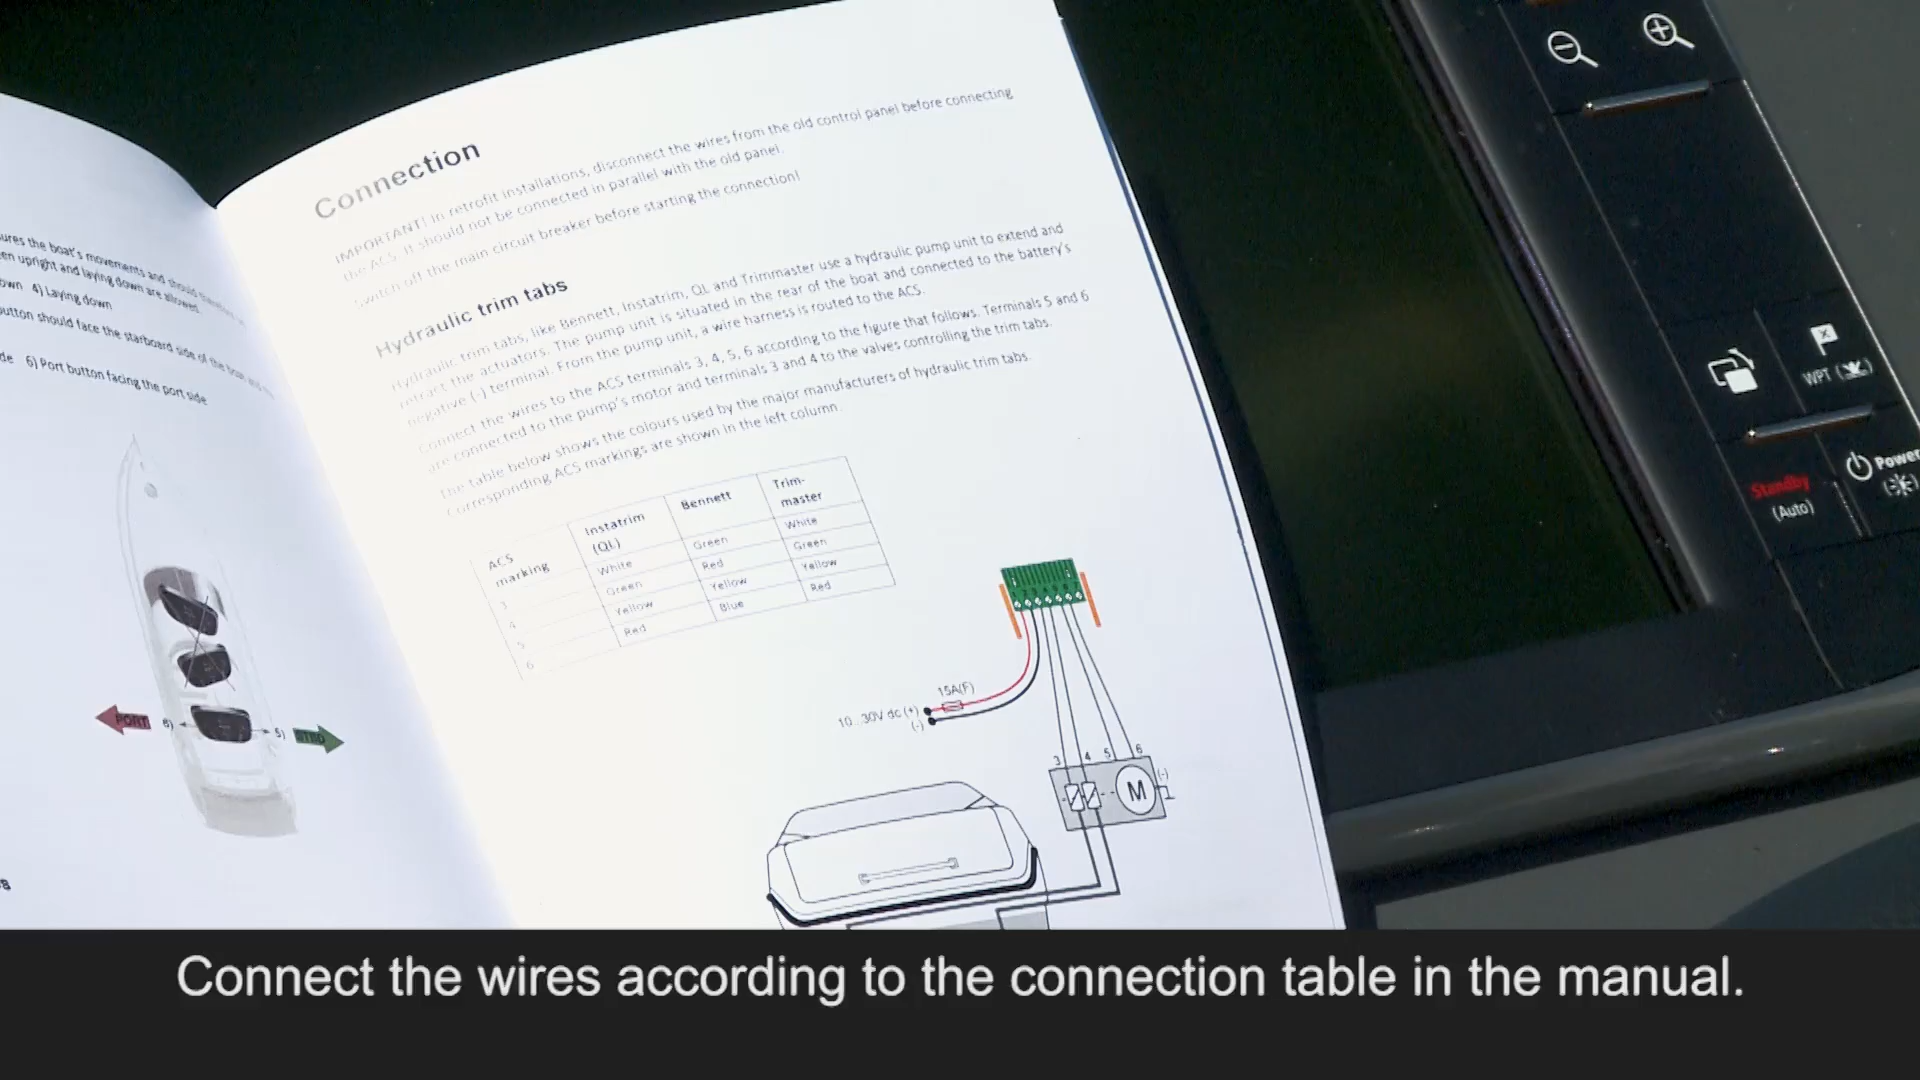 ures the boat's movements and should
en upright and laying down are allowed.
own 4) Laying down
utton should face the starboard side of the boat and
de 6) Port button facing the port side
PORT 6) 5) STBD
Connection
IMPORTANT! In retrofit installations, disconnect the wires from the old control panel before connecting
the ACS. It should not be connected in parallel with the old panel.
Switch off the main circuit breaker before starting the connection!
Hydraulic trim tabs
Hydraulic trim tabs, like Bennett, Instatrim, QL and Trimmaster use a hydraulic pump unit to extend and
retract the actuators. The pump unit is situated in the rear of the boat and connected to the battery's
negative (-) terminal. From the pump unit, a wire harness is routed to the ACS.
Connect the wires to the ACS terminals 3, 4, 5, 6 according to the figure that follows. Terminals 5 and 6
are connected to the pump's motor and terminals 3 and 4 to the valves controlling the trim tabs.
The table below shows the colours used by the major manufacturers of hydraulic trim tabs.
Corresponding ACS markings are shown in the left column.
ACS marking Instatrim (QL) Bennett Trim-master
3 White Green White
4 Green Red Green
5 Yellow Yellow Yellow
6 Red Blue Red
15A(F)
10...30V dc (+)
(-)
3 4 5 6
M (-)
WPT
Standby
(Auto)
Power
Connect the wires according to the connection table in the manual.